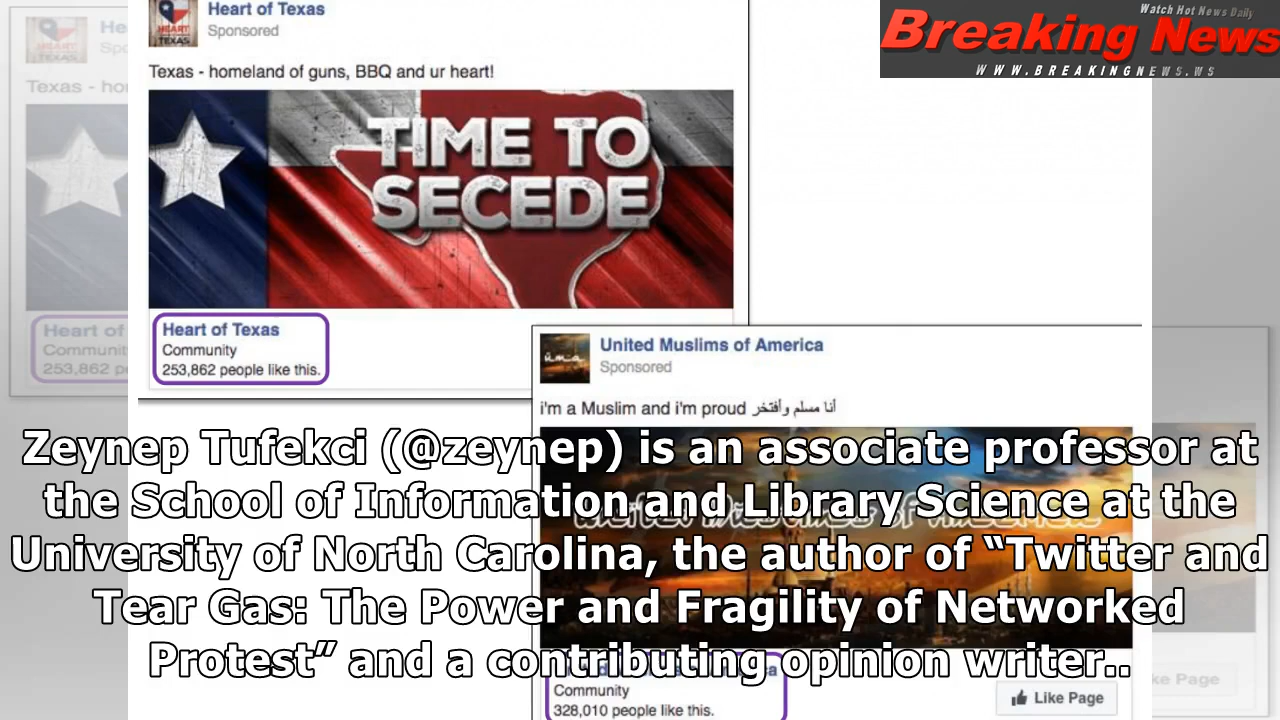 Heart of Texas
Sponsored
Texas - homeland of guns, BBQ and ur heart!
HEART
TEXAS
TIME TO
SECEDE
Heart of Texas
Community
253,862 people like this.
Watch Hot News Daily
Breaking News
WWW.BREAKINGNEWS.WS
United Muslims of America
Sponsored
uma
i'm a Muslim and i'm proud أنا مسلم وأفتخر
Zeynep Tufekci (@zeynep) is an associate professor at
the School of Information and Library Science at the
University of North Carolina, the author of “Twitter and
Tear Gas: The Power and Fragility of Networked
Protest” and a contributing opinion writer..
Community
328,010 people like this.
Like Page